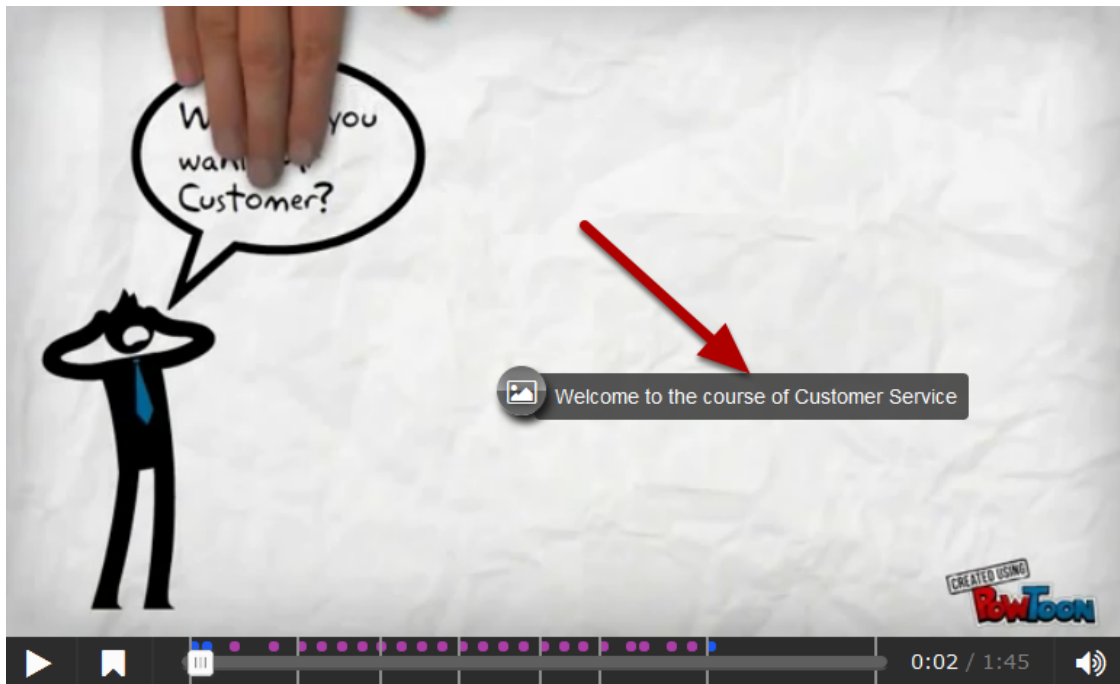 you
Customer?
Welcome to the course of Customer Service
CREATED USING
PowToon
0:02 / 1:45